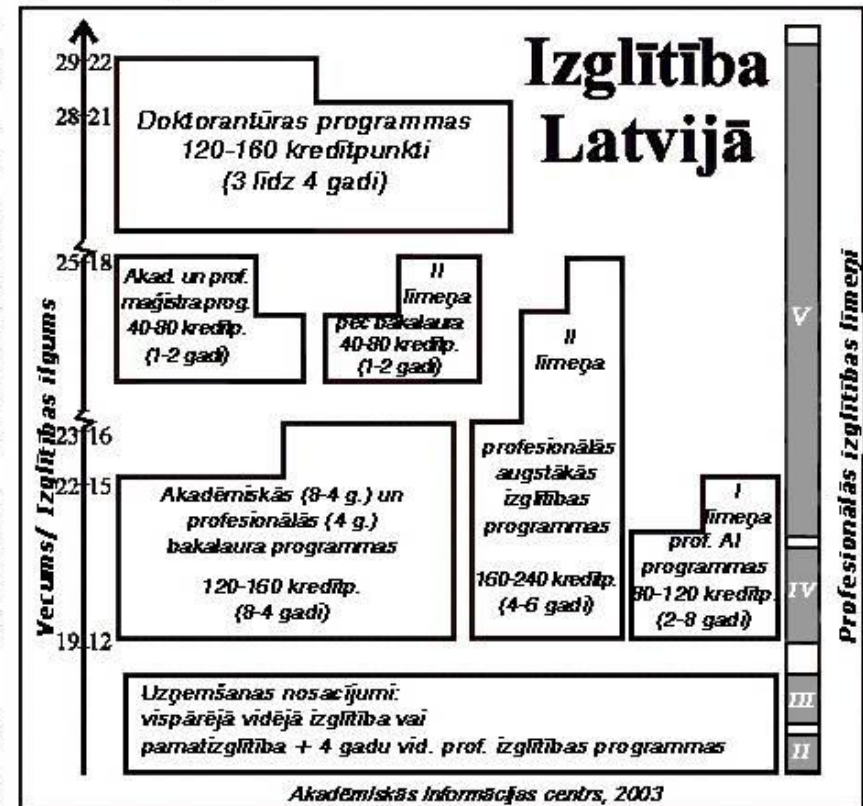 Izglītība
Latvijā
29 22
28 21
Doktorantūras programmas
120-160 kredītpunkti
(3 līdz 4 gadi)
25 18
Akad. un prof.
maģistra prog.
40-80 kredītp.
(1-2 gadi)
II
līmeņa
pēc bakalaura
40-80 kredītp.
(1-2 gadi)
II
līmeņa
profesionālās
augstākās
izglītības
programmas
160-240 kredītp.
(4-6 gadi)
23 16
22 15
Akadēmiskās (8-4 g.) un
profesionālās (4 g.)
bakalaura programmas
120-160 kredītp.
(8-4 gadi)
I
līmeņa
prof. AI
programmas
80-120 kredītp.
(2-8 gadi)
19 12
Uzņemšanas nosacījumi:
vispārējā vidējā izglītība vai
pamatizglītība + 4 gadu vid. prof. izglītības programmas
Akadēmiskās Informācijas centrs, 2003
Vecums/ Izglītības ilgums
Profesionālās izglītības līmeņi
V
IV
III
II